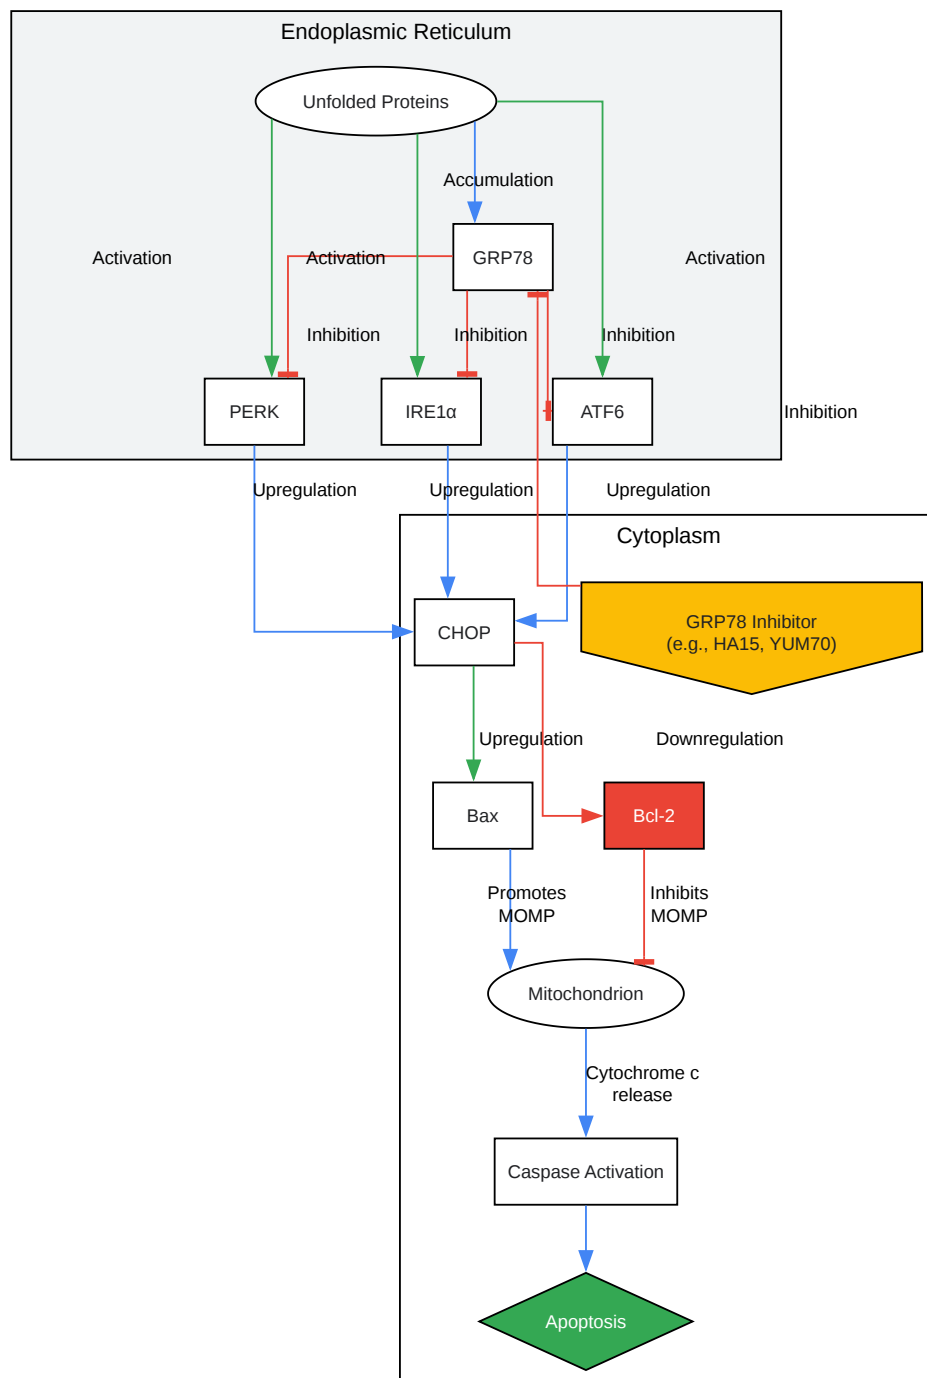 Endoplasmic Reticulum
Unfolded Proteins
Accumulation
GRP78
Activation
Activation
Activation
Inhibition
Inhibition
Inhibition
PERK
IRE1α
ATF6
Inhibition
Upregulation
Upregulation
Upregulation
Cytoplasm
CHOP
GRP78 Inhibitor
(e.g., HA15, YUM70)
Upregulation
Downregulation
Bax
Bcl-2
Promotes
MOMP
Inhibits
MOMP
Mitochondrion
Cytochrome c
release
Caspase Activation
Apoptosis